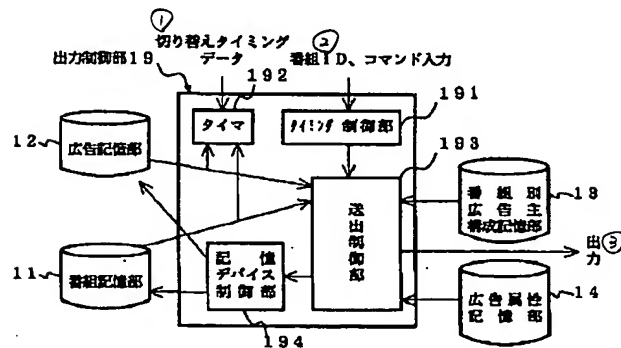 ①
切り替えタイミング
データ
②
番組ID、コマンド入力
出力制御部19
192
191
タイマ
タイミング制御部
12
広告記憶部
193
番組別
広告主
構成記憶部
13
送出制御部
出力
③
11
番組記憶部
記憶
デバイス
制御部
広告属性
記憶部
14
194